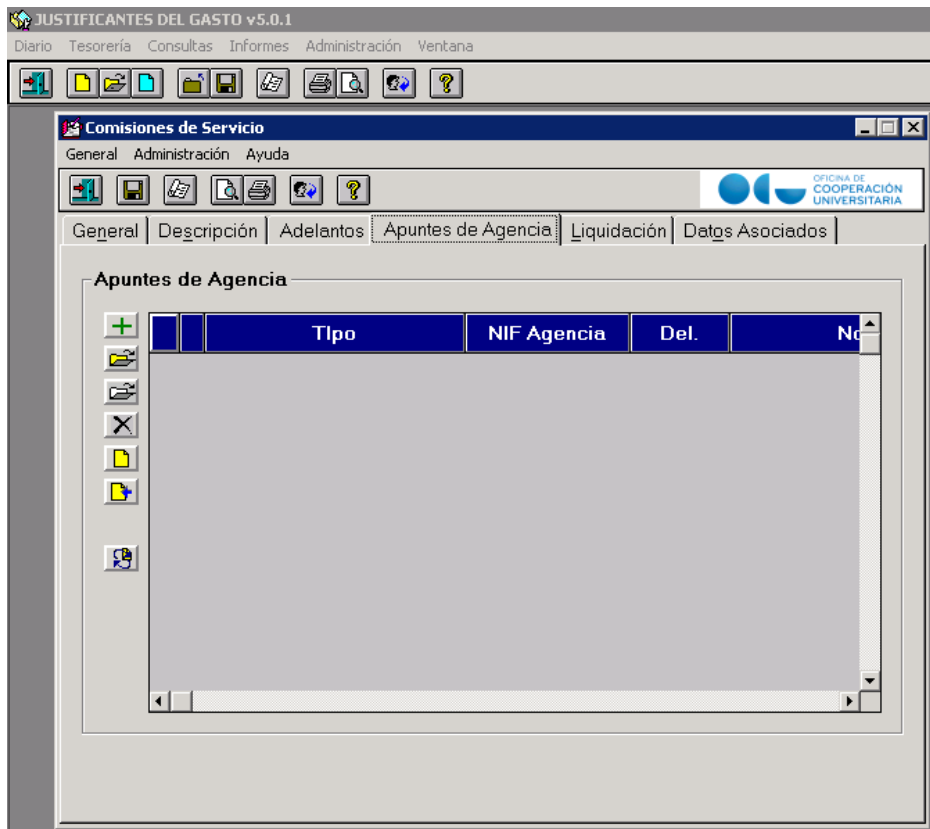 JUSTIFICANTES DEL GASTO v5.0.1
Diario Tesorería Consultas Informes Administración Ventana
Comisiones de Servicio
General Administración Ayuda
OFICINA DE
COOPERACIÓN
UNIVERSITARIA
General Descripción Adelantos Apuntes de Agencia Liquidación Datos Asociados
Apuntes de Agencia
TIpo NIF Agencia Del.